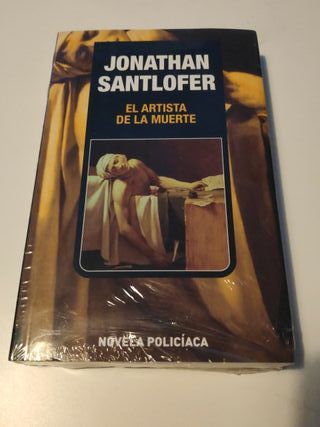 JONATHAN
SANTLOFER
EL ARTISTA
DE LA MUERTE
NOVELA POLICÍACA